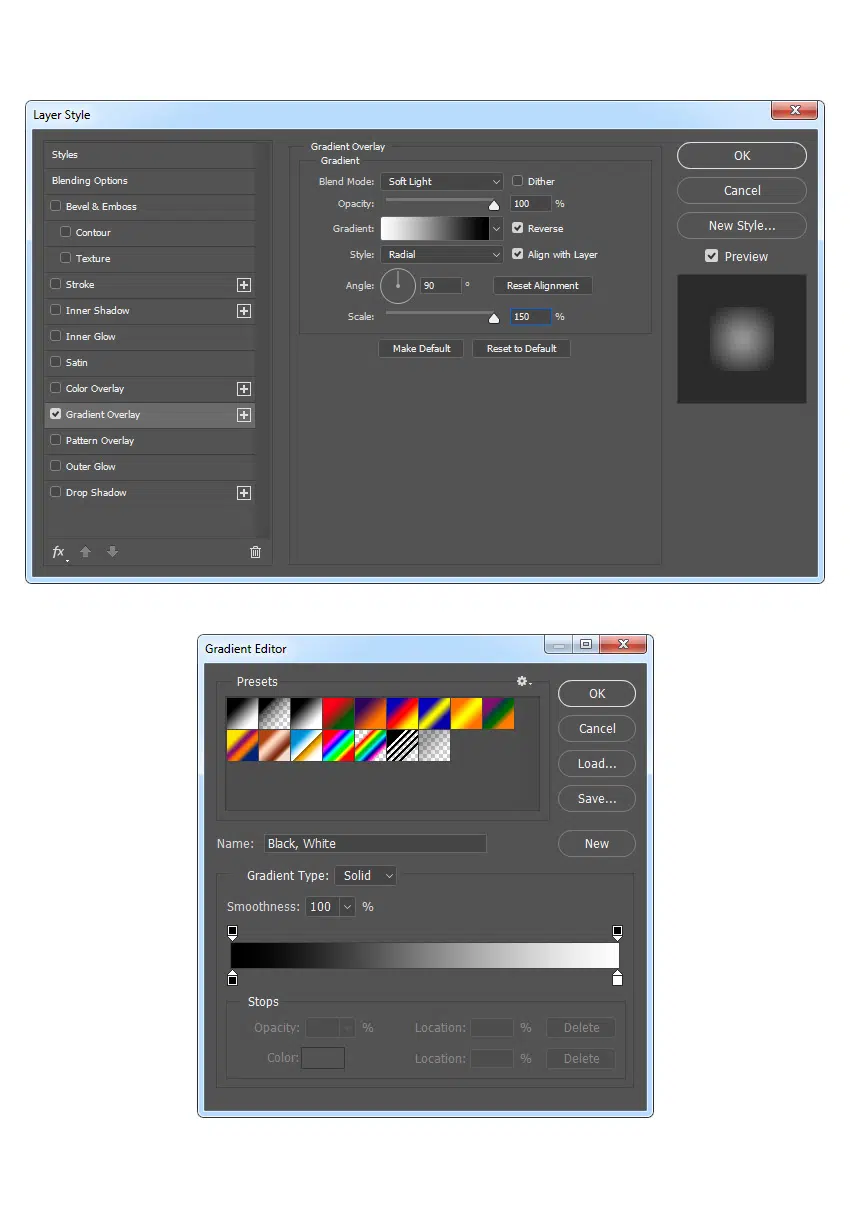 Layer Style
Styles
Blending Options
Bevel & Emboss
Contour
Texture
Stroke
Inner Shadow
Inner Glow
Satin
Color Overlay
Gradient Overlay
Pattern Overlay
Outer Glow
Drop Shadow
fx
Gradient Overlay
Gradient
Blend Mode: Soft Light Dither
Opacity: 100 %
Gradient: Reverse
Style: Radial Align with Layer
Angle: 90 ° Reset Alignment
Scale: 150 %
Make Default Reset to Default
OK
Cancel
New Style...
Preview
Gradient Editor
Presets
OK
Cancel
Load...
Save...
Name: Black, White New
Gradient Type: Solid
Smoothness: 100 %
Stops
Opacity: % Location: % Delete
Color: Location: % Delete